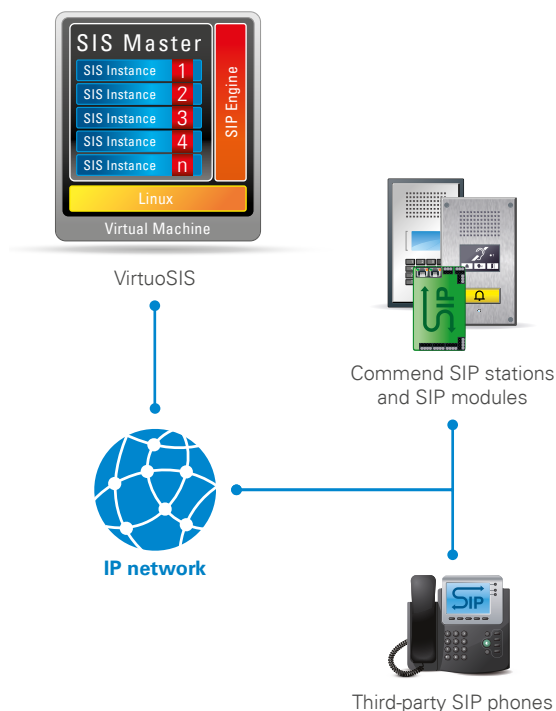 SIS Master
SIS Instance 1
SIS Instance 2
SIS Instance 3
SIS Instance 4
SIS Instance n
SIP Engine
Linux
Virtual Machine
VirtuoSIS
SIP
Commend SIP stations
and SIP modules
IP network
SIP
Third-party SIP phones